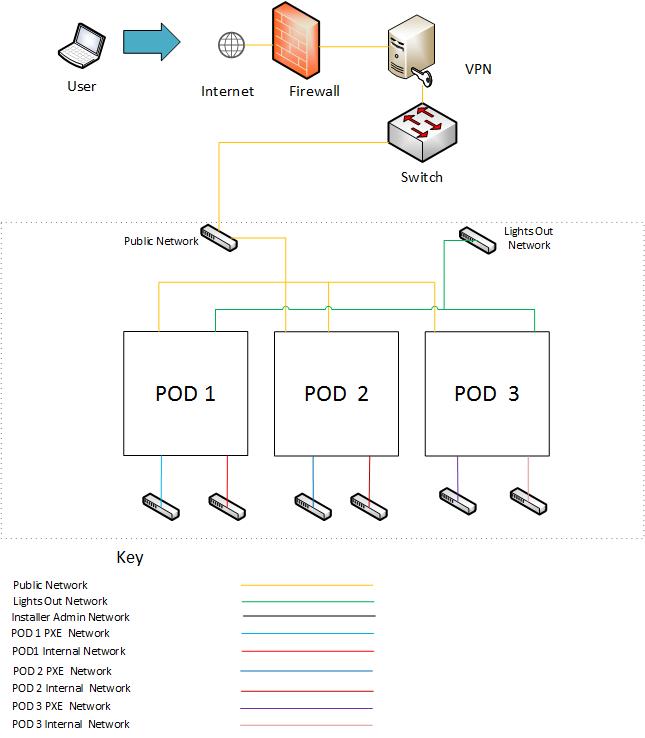 User
Internet
Firewall
VPN
Switch
Public Network
Lights Out
Network
POD 1
POD 2
POD 3
Key
Public Network
Lights Out Network
Installer Admin Network
POD 1 PXE Network
POD1 Internal Network
POD 2 PXE Network
POD 2 Internal Network
POD 3 PXE Network
POD 3 Internal Network